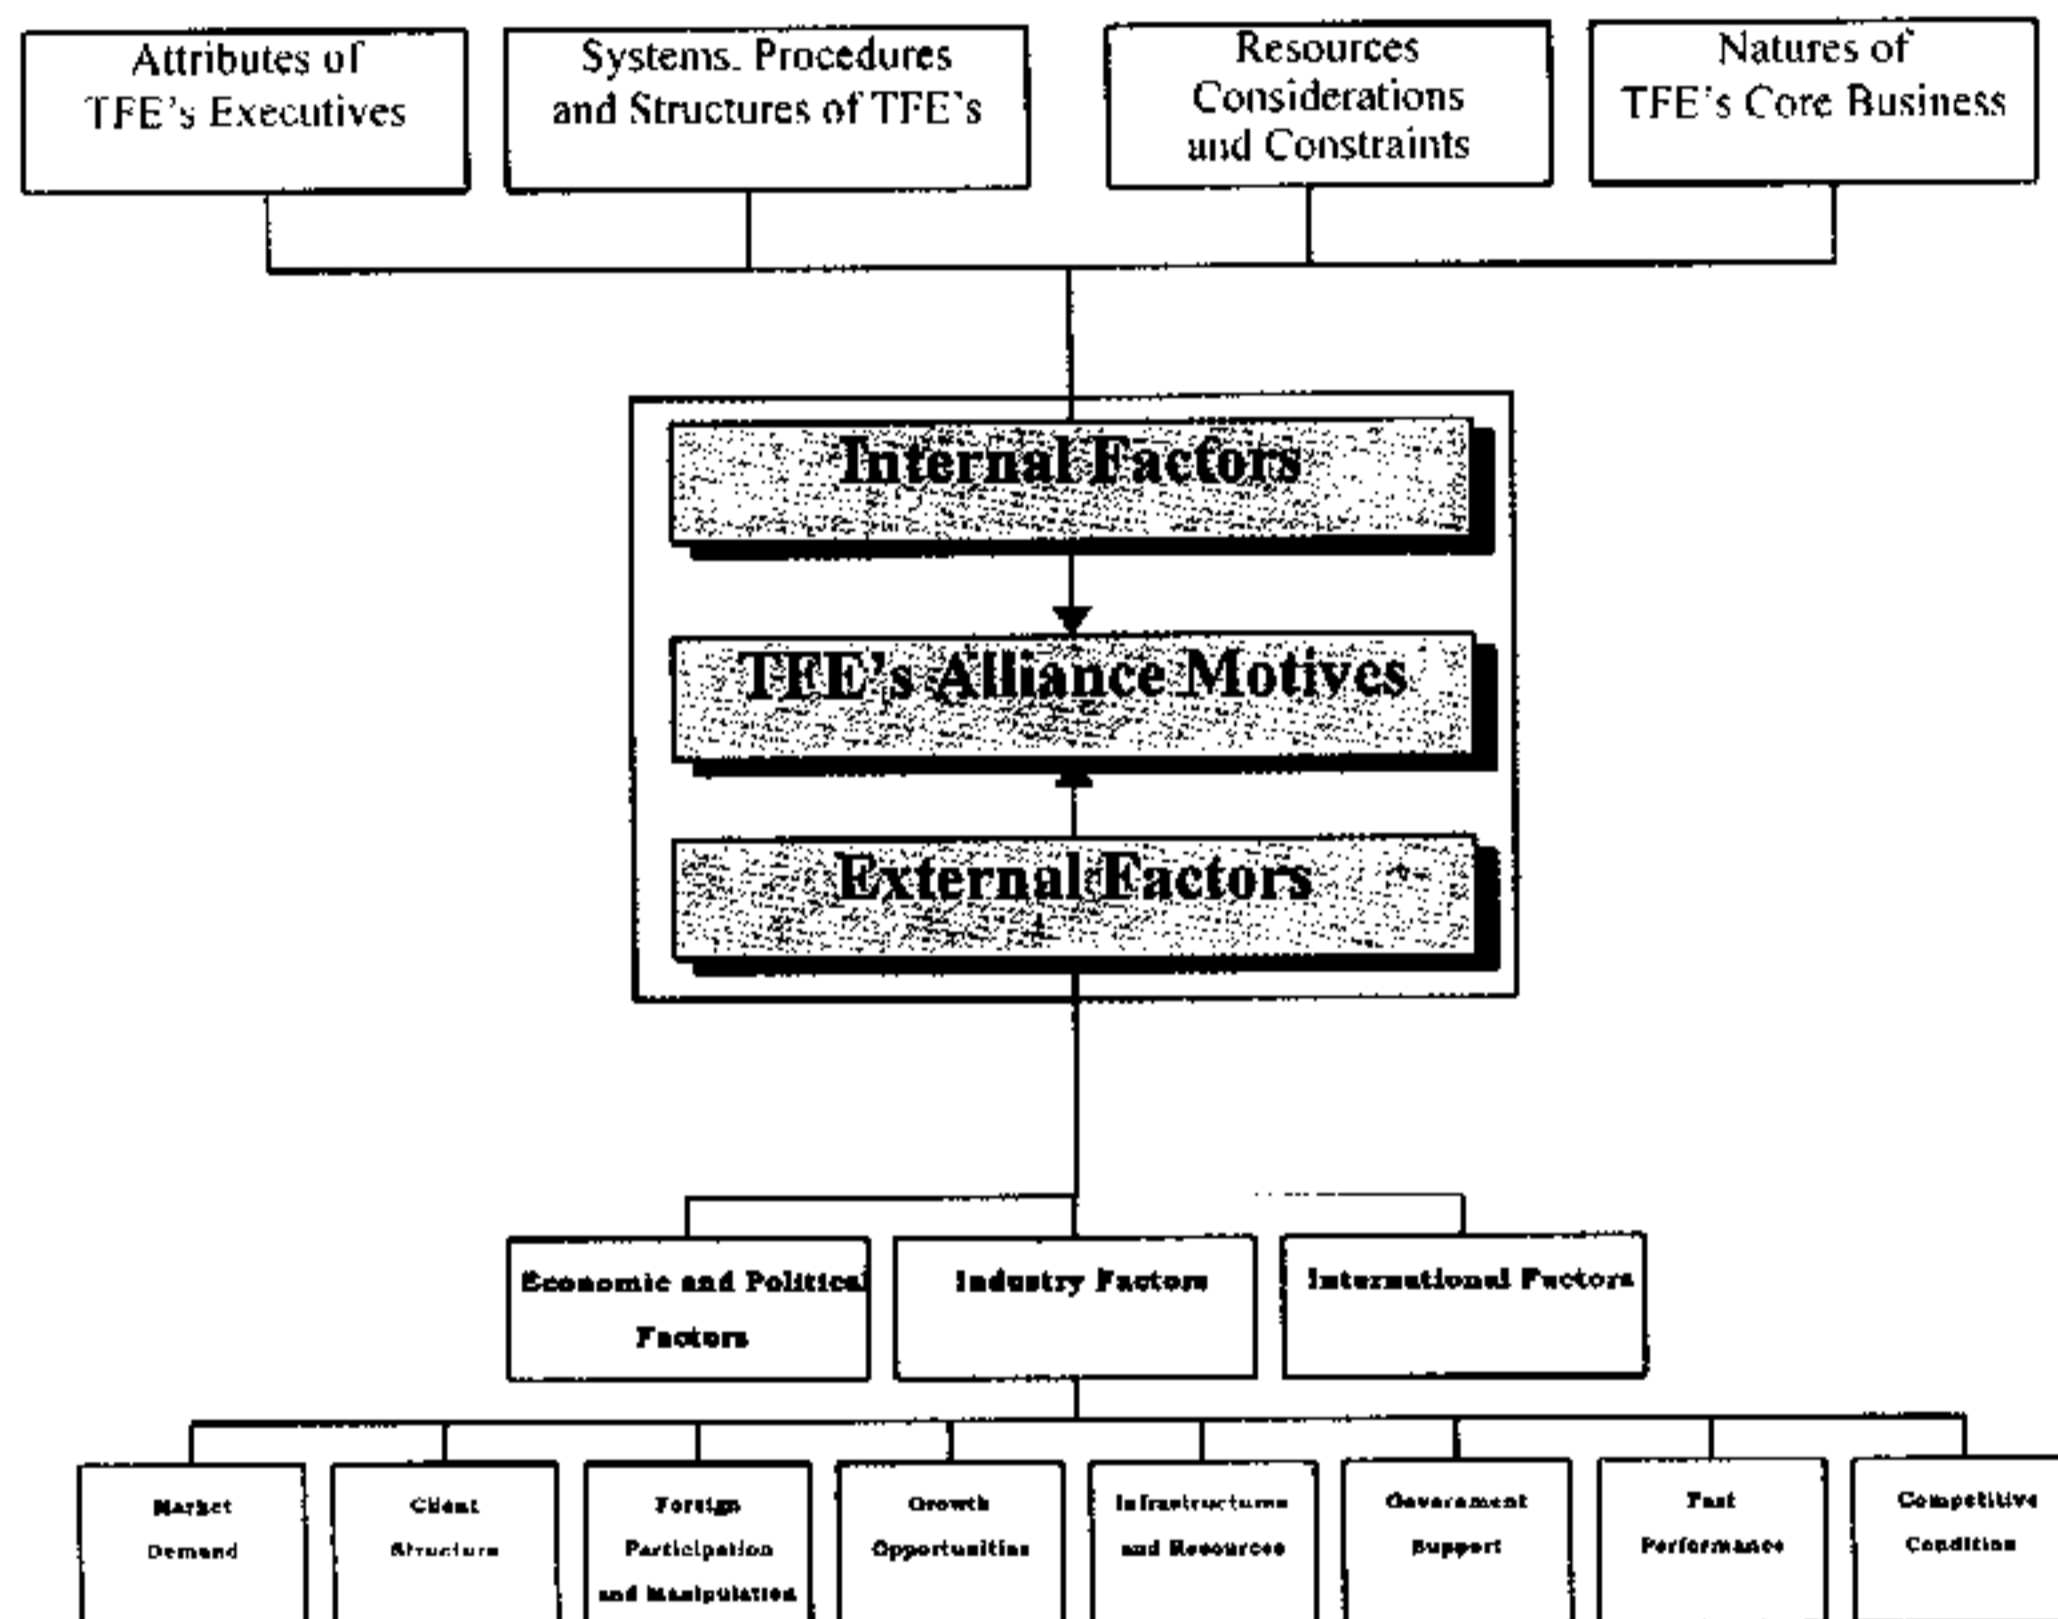 Attributes of
TFE's Executives
Systems. Procedures
and Structures of TFE's
Resources
Considerations
and Constraints
Natures of
TFE's Core Business
Internal Factors
TFE's Alliance Motives
External Factors
Economic and Political
Factors
Industry Factors
International Factors
Market
Demand
Client
Structure
Foreign
Participation
and Manipulation
Growth
Opportunities
Infrastructures
and Resources
Government
Support
Past
Performance
Competitive
Condition